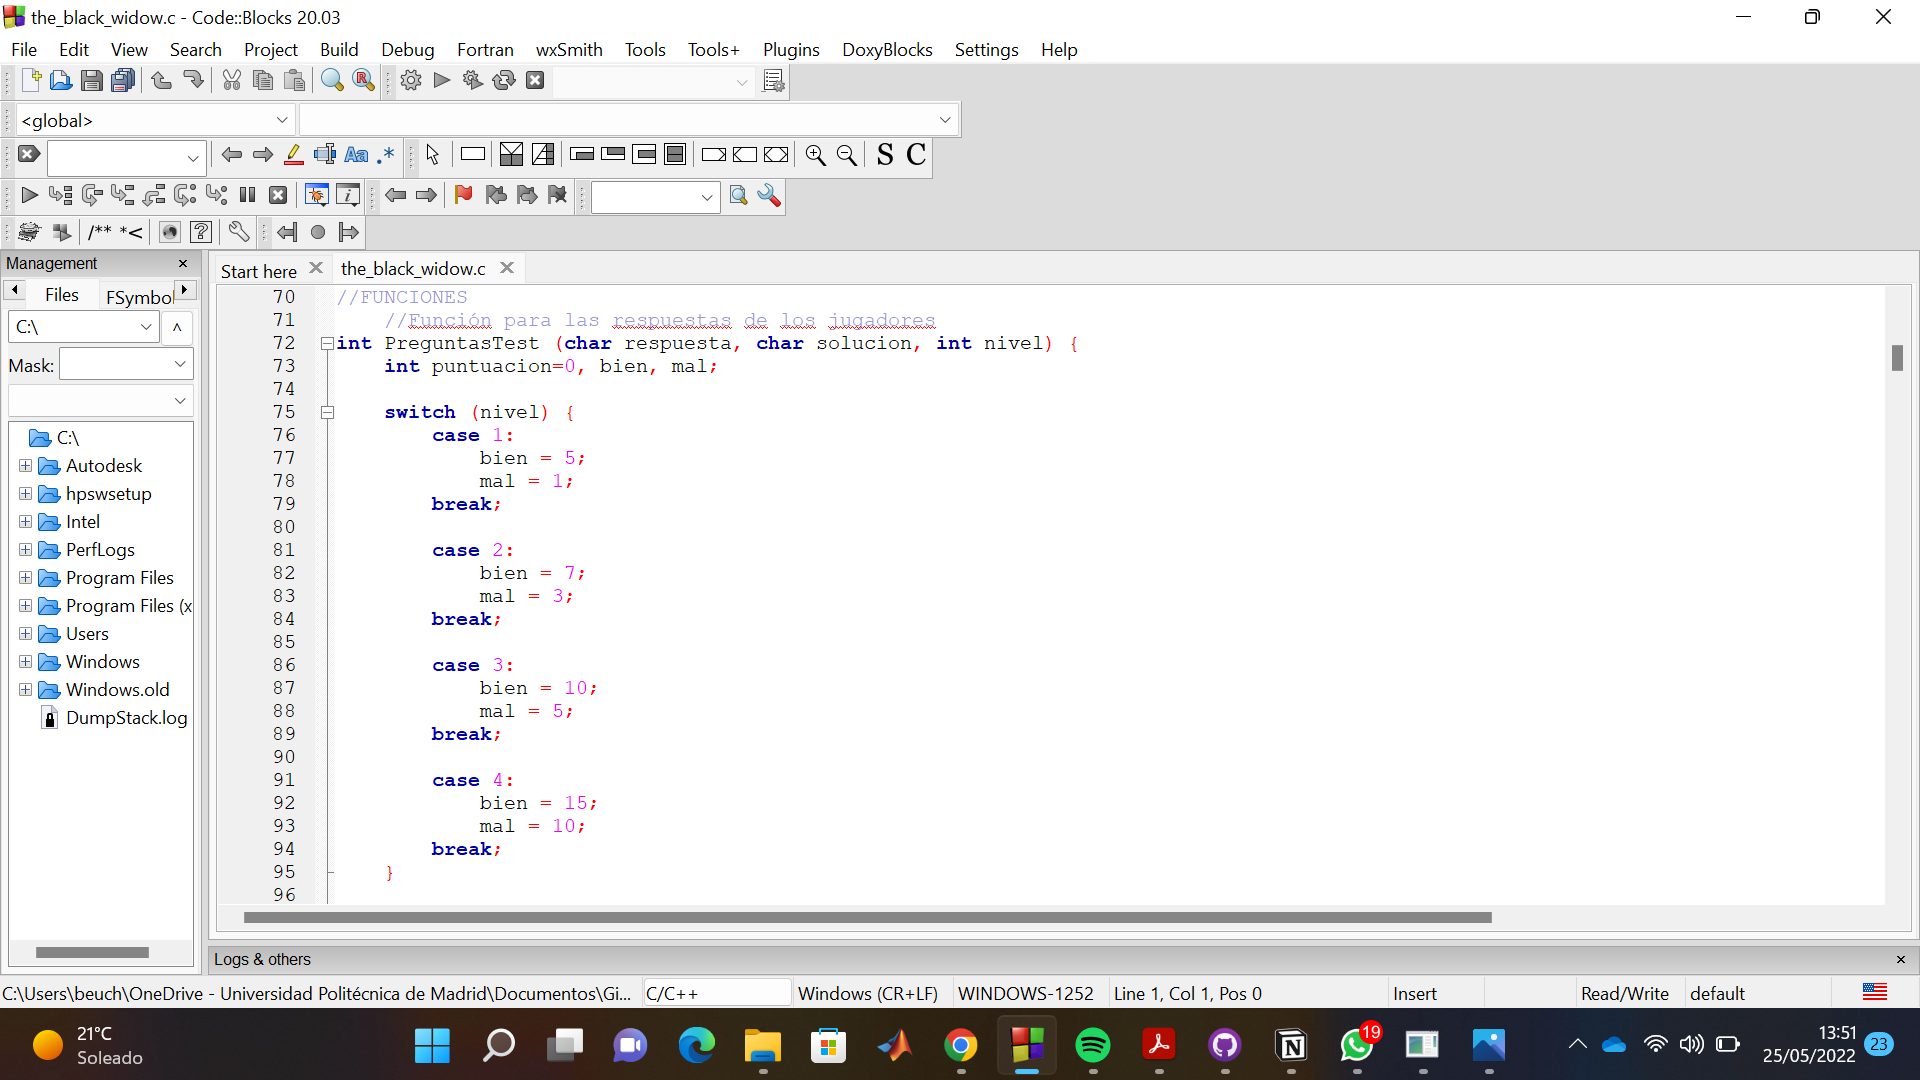 the_black_widow.c - Code::Blocks 20.03
File Edit View Search Project Build Debug Fortran wxSmith Tools Tools+ Plugins DoxyBlocks Settings Help
<global>
Aa .* S C
/** *<
Management
Start here the_black_widow.c
Files FSymbol
C:\
Mask:
C:\
Autodesk
hpswsetup
Intel
PerfLogs
Program Files
Program Files (x
Users
Windows
Windows.old
DumpStack.log
70 //FUNCIONES
71 //Función para las respuestas de los jugadores
72 int PreguntasTest (char respuesta, char solucion, int nivel) {
73 int puntuacion=0, bien, mal;
74
75 switch (nivel) {
76 case 1:
77 bien = 5;
78 mal = 1;
79 break;
80
81 case 2:
82 bien = 7;
83 mal = 3;
84 break;
85
86 case 3:
87 bien = 10;
88 mal = 5;
89 break;
90
91 case 4:
92 bien = 15;
93 mal = 10;
94 break;
95 }
96
Logs & others
C:\Users\beuch\OneDrive - Universidad Politécnica de Madrid\Documentos\Gi... C/C++ Windows (CR+LF) WINDOWS-1252 Line 1, Col 1, Pos 0 Insert Read/Write default
21°C
Soleado
19
13:51
25/05/2022
23